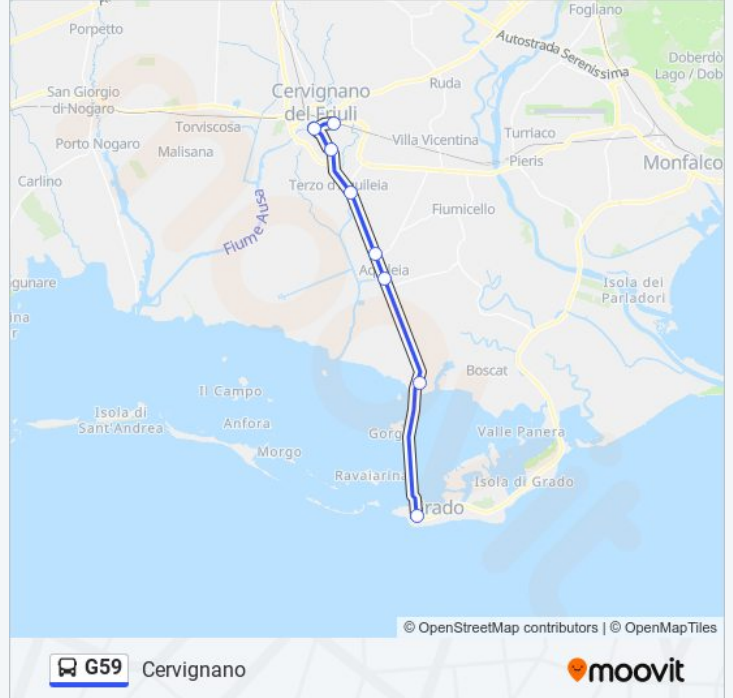 Fogliano
Porpetto
Autostrada Serenissima
Doberdò
Lago / Dob
Cervignano
del Friuli
San Giorgio
di Nogaro
Ruda
Torviscosa
Villa Vicentina
Turriaco
Porto Nogaro
Malisana
Pieris
Monfalco
Carlino
Terzo d
uileia
Fiumicello
Fiume Ausa
Aq
leia
gunare
Isola dei
Parladori
ina
r
Boscat
Il Campo
Isola di
Sant'Andrea
Anfora
Gorg
Valle Panera
Morgo
Ravaiarina
Isola di Grado
rado
© OpenStreetMap contributors | © OpenMapTiles
G59 Cervignano
moovit